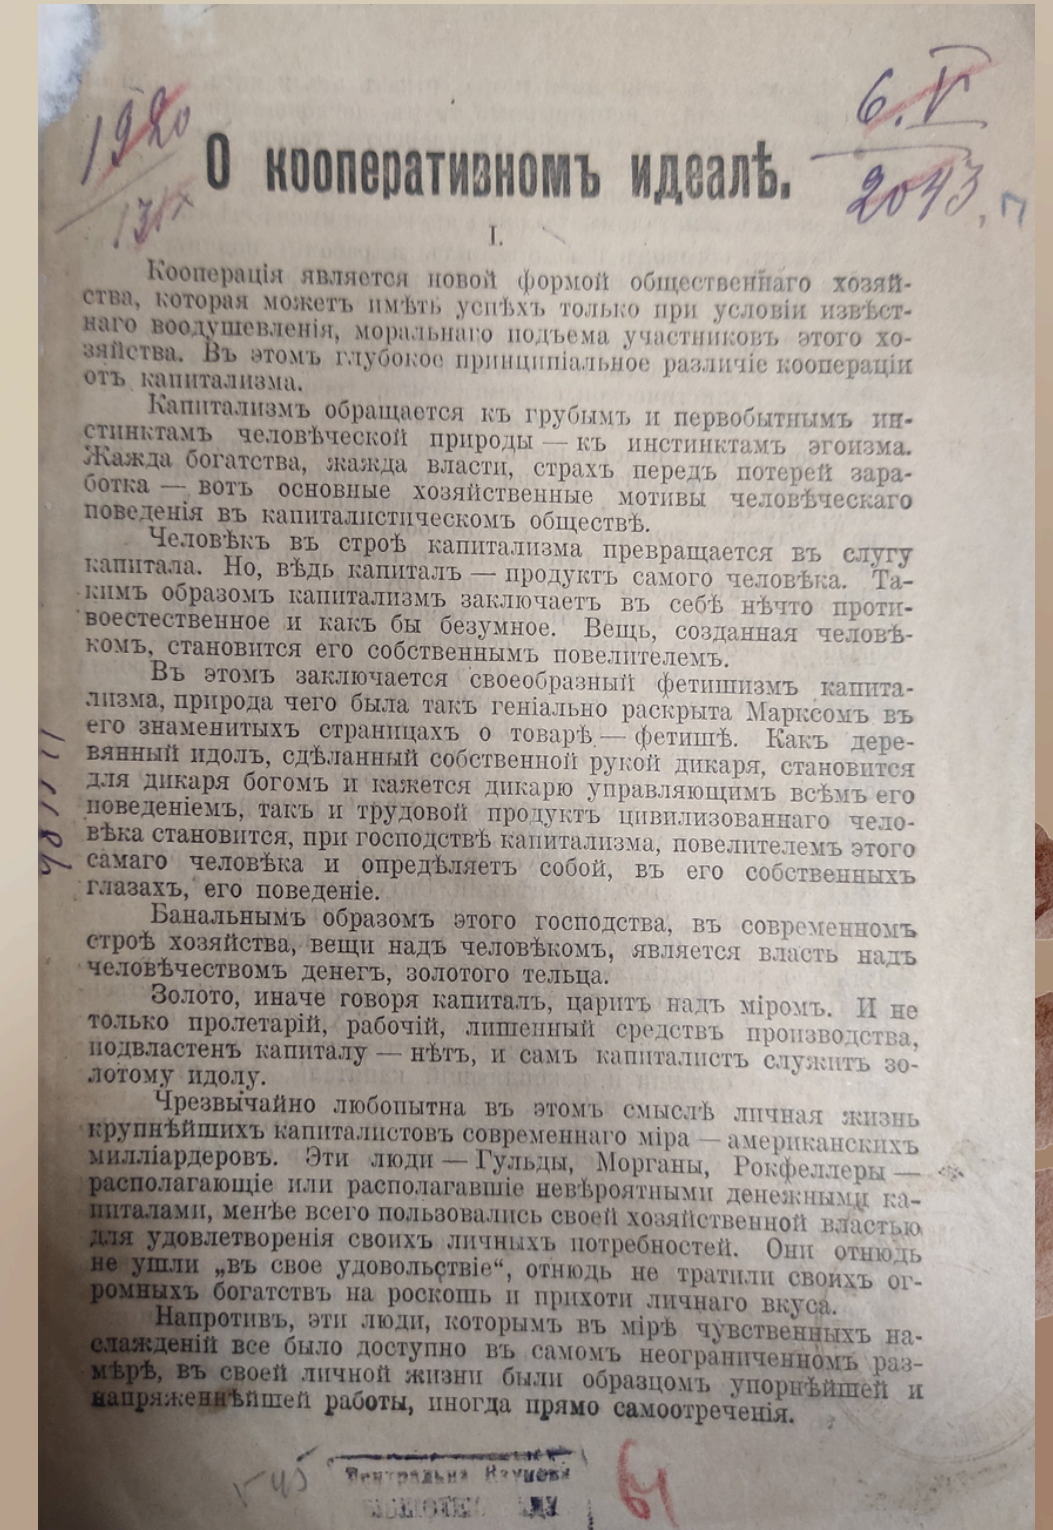 1920
6. V
О кооперативномъ идеалѣ.
2043.
I.
Кооперація является новой формой общественнаго хозяй-
ства, которая можетъ имѣть успѣхъ только при условіи извѣст-
наго воодушевленія, моральнаго подъема участниковъ этого хо-
зяйства. Въ этомъ глубокое принципіальное различіе кооперации
отъ капитализма.
Капитализмъ обращается къ грубымъ и первобытнымъ ин-
стинктамъ человѣческой природы — къ инстинктамъ эгоизма.
Жажда богатства, жажда власти, страхъ передъ потерей зара-
ботка — вотъ основные хозяйственные мотивы человѣческаго
поведенія въ капиталистическомъ обществѣ.
Человѣкъ въ строѣ капитализма превращается въ слугу
капитала. Но, вѣдь капиталъ — продуктъ самого человѣка. Та-
кимъ образомъ капитализмъ заключаетъ въ себѣ нѣчто проти-
воестественное и какъ бы безумное. Вещь, созданная человѣ-
комъ, становится его собственнымъ повелителемъ.
Въ этомъ заключается своеобразный фетишизмъ капита-
лизма, природа чего была такъ геніально раскрыта Марксомъ въ
его знаменитыхъ страницахъ о товарѣ — фетишѣ. Какъ дере-
вянный идолъ, сдѣланный собственной рукой дикаря, становится
для дикаря богомъ и кажется дикарю управляющимъ всѣмъ его
поведеніемъ, такъ и трудовой продуктъ цивилизованнаго чело-
вѣка становится, при господствѣ капитализма, повелителемъ этого
самаго человѣка и опредѣляетъ собой, въ его собственныхъ
глазахъ, его поведеніе.
Банальнымъ образомъ этого господства, въ современномъ
строѣ хозяйства, вещи надъ человѣкомъ, является власть надъ
человѣчествомъ денегъ, золотого тельца.
Золото, иначе говоря капиталъ, царитъ надъ міромъ. И не
только пролетарій, рабочій, лишенный средствъ производства,
подвластенъ капиталу — нѣтъ, и самъ капиталистъ служитъ зо-
лотому идолу.
Чрезвычайно любопытна въ этомъ смыслѣ личная жизнь
крупнѣйшихъ капиталистовъ современнаго міра — американскихъ
милліардеровъ. Эти люди — Гульды, Морганы, Рокфеллеры —
располагающіе или располагавшіе невѣроятными денежными ка-
питалами, менѣе всего пользовались своей хозяйственной властью
для удовлетворенія своихъ личныхъ потребностей. Они отнюдь
не ушли „въ свое удовольствіе“, отнюдь не тратили своихъ ог-
ромныхъ богатствъ на роскошь и прихоти личнаго вкуса.
Напротивъ, эти люди, которымъ въ мірѣ чувственныхъ на-
слажденій все было доступно въ самомъ неограниченномъ раз-
мѣрѣ, въ своей личной жизни были образцомъ упорнѣйшей и
напряженнѣйшей работы, иногда прямо самоотреченія.
Центральна Наукова